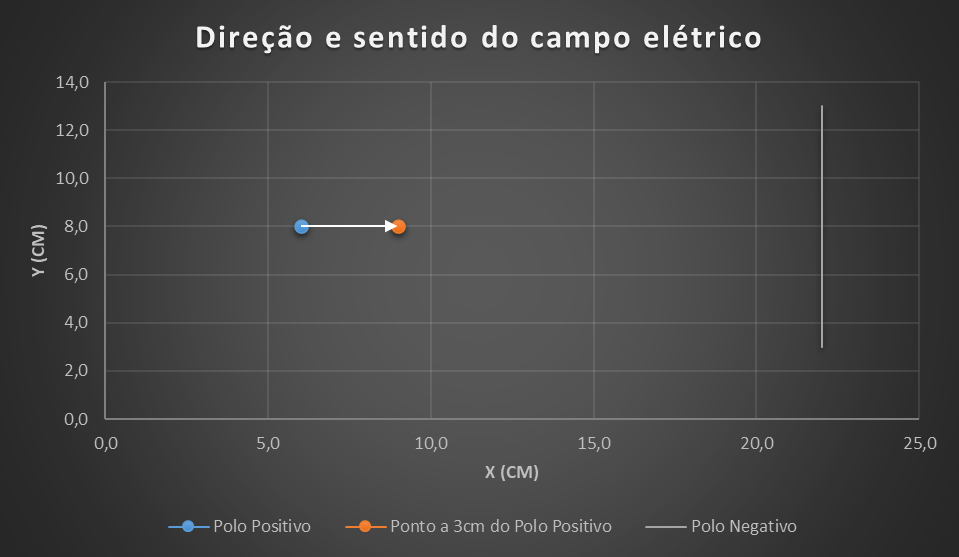 Direção e sentido do campo elétrico
14,0
12,0
10,0
8,0
6,0
4,0
2,0
0,0
Y (CM)
0,0 5,0 10,0 15,0 20,0 25,0
X (CM)
Polo Positivo Ponto a 3cm do Polo Positivo Polo Negativo